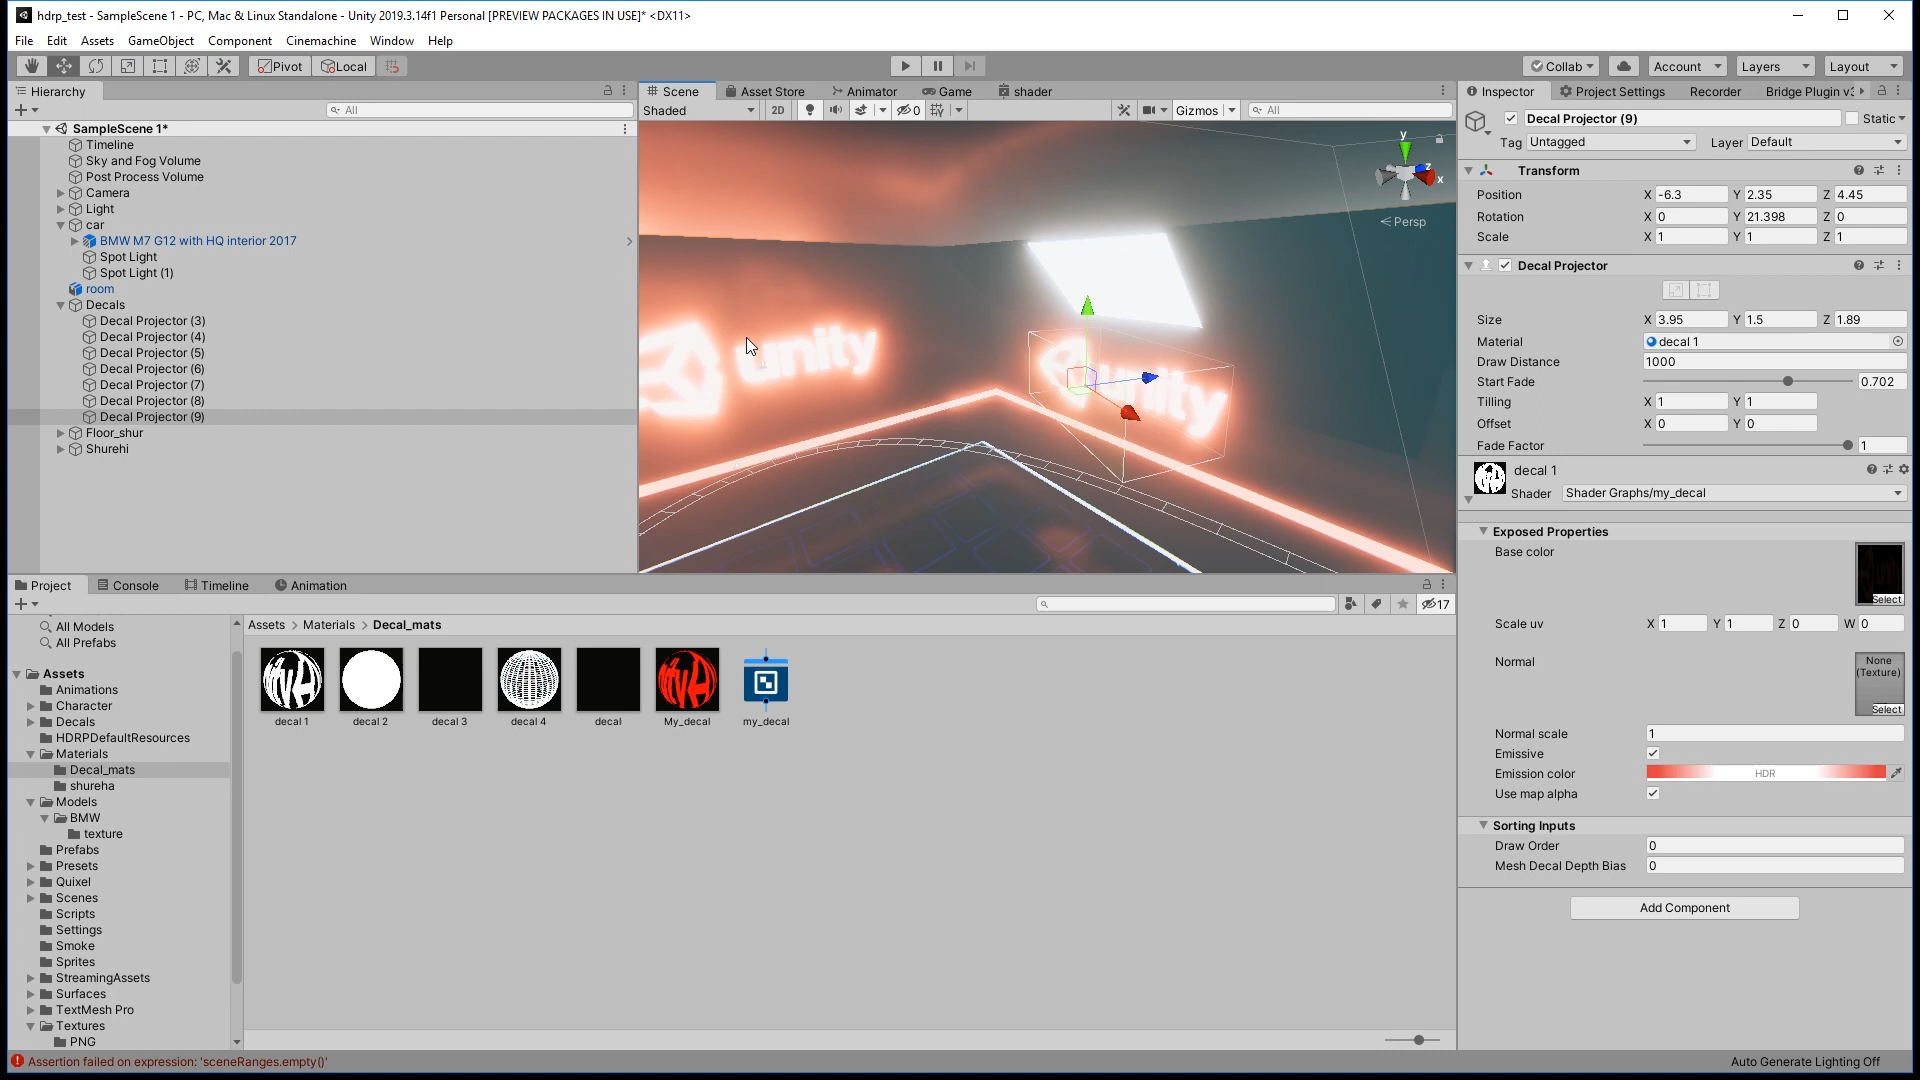 hdrp_test - SampleScene 1 - PC, Mac & Linux Standalone - Unity 2019.3.14f1 Personal [PREVIEW PACKAGES IN USE]* <DX11>
File Edit Assets GameObject Component Cinemachine Window Help
Pivot Local Collab Account Layers Layout
Hierarchy
All
SampleScene 1*
Timeline
Sky and Fog Volume
Post Process Volume
Camera
Light
car
BMW M7 G12 with HQ interior 2017
Spot Light
Spot Light (1)
room
Decals
Decal Projector (3)
Decal Projector (4)
Decal Projector (5)
Decal Projector (6)
Decal Projector (7)
Decal Projector (8)
Decal Projector (9)
Floor_shur
Shurehi
Scene Asset Store Animator Game shader
Shaded 2D 0 Gizmos All
y
z
x
Persp
unity
unity
Inspector Project Settings Recorder Bridge Plugin v3
Decal Projector (9) Static
Tag Untagged Layer Default
Transform
Position X -6.3 Y 2.35 Z 4.45
Rotation X 0 Y 21.398 Z 0
Scale X 1 Y 1 Z 1
Decal Projector
Size X 3.95 Y 1.5 Z 1.89
Material decal 1
Draw Distance 1000
Start Fade 0.702
Tilling X 1 Y 1
Offset X 0 Y 0
Fade Factor 1
decal 1
Shader Shader Graphs/my_decal
Exposed Properties
Base color
Select
Scale uv X 1 Y 1 Z 0 W 0
Normal
None
(Texture)
Select
Normal scale 1
Emissive
Emission color HDR
Use map alpha
Sorting Inputs
Draw Order 0
Mesh Decal Depth Bias 0
Add Component
Project Console Timeline Animation
17
All Models
All Prefabs
Assets
Animations
Character
Decals
HDRPDefaultResources
Materials
Decal_mats
shureha
Models
BMW
texture
Prefabs
Presets
Quixel
Scenes
Scripts
Settings
Smoke
Sprites
StreamingAssets
Surfaces
TextMesh Pro
Textures
PNG
Assets > Materials > Decal_mats
decal 1 decal 2 decal 3 decal 4 decal My_decal my_decal
Assertion failed on expression: 'sceneRanges.empty()'
Auto Generate Lighting Off